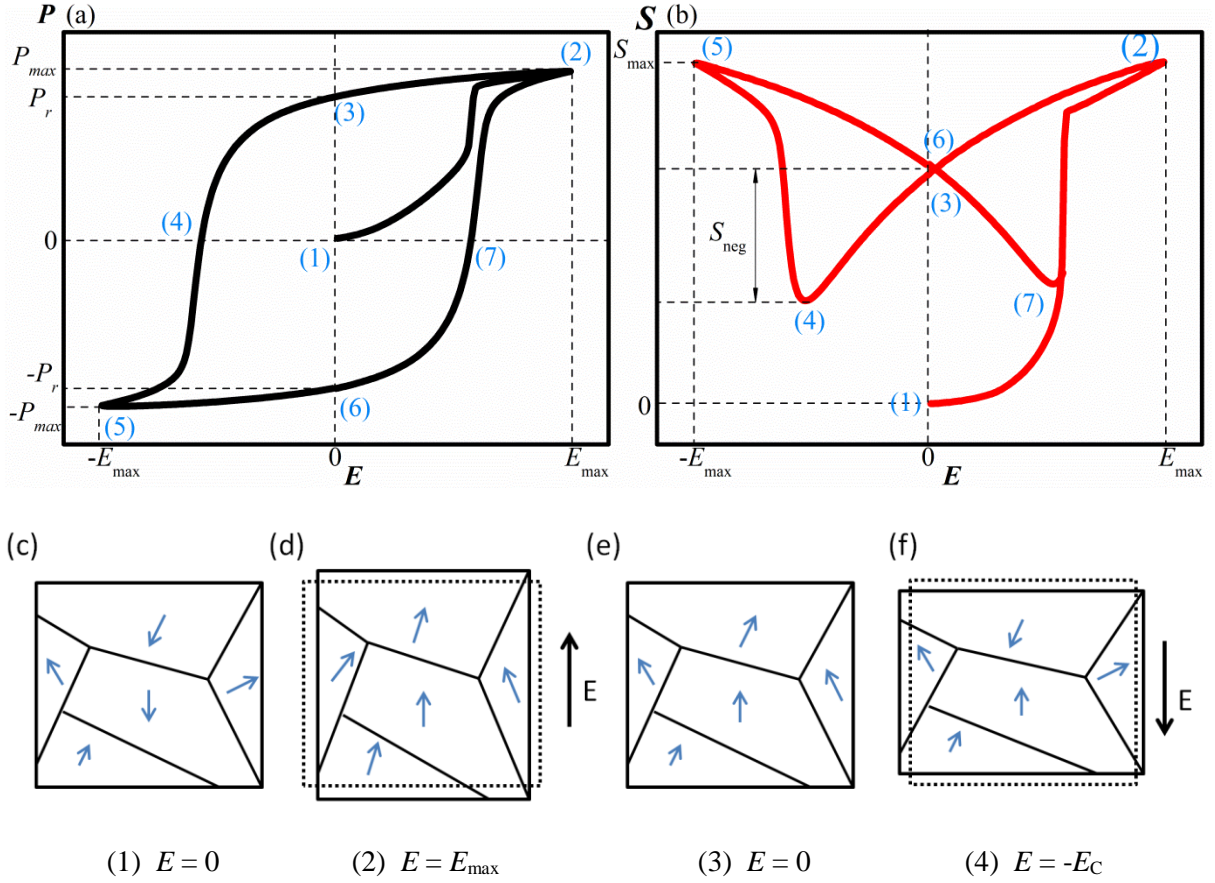 P (a)
(2)
P_max
P_r
(3)
(4)
0
(1)
(7)
-P_r
-P_max
(5)
(6)
-E_max
0
E_max
E
S (b)
S_max
(5)
(2)
(6)
(3)
S_neg
(4)
(7)
0
(1)
-E_max
0
E_max
E
(c)
(d)
(e)
(f)
E
E
(1) E = 0
(2) E = E_max
(3) E = 0
(4) E = -E_C